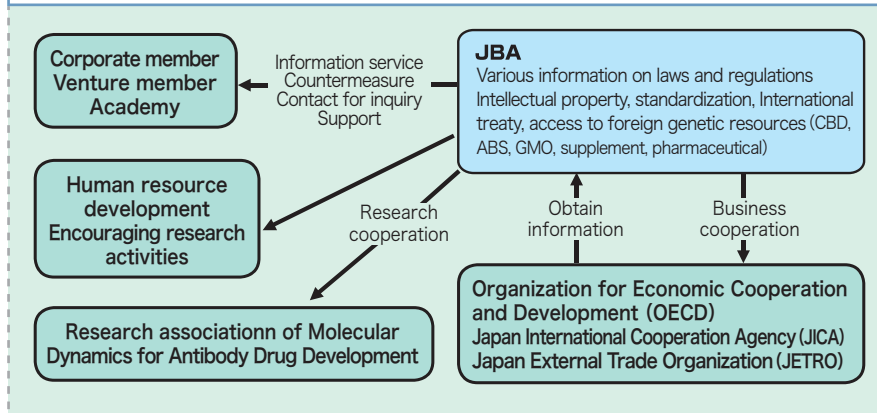 Corporate member
Venture member
Academy
Information service
Countermeasure
Contact for inquiry
Support
JBA
Various information on laws and regulations
Intellectual property, standardization, International
treaty, access to foreign genetic resources (CBD,
ABS, GMO, supplement, pharmaceutical)
Human resource
development
Encouraging research
activities
Research
cooperation
Obtain
information
Business
cooperation
Research associationn of Molecular
Dynamics for Antibody Drug Development
Organization for Economic Cooperation
and Development (OECD)
Japan International Cooperation Agency (JICA)
Japan External Trade Organization (JETRO)